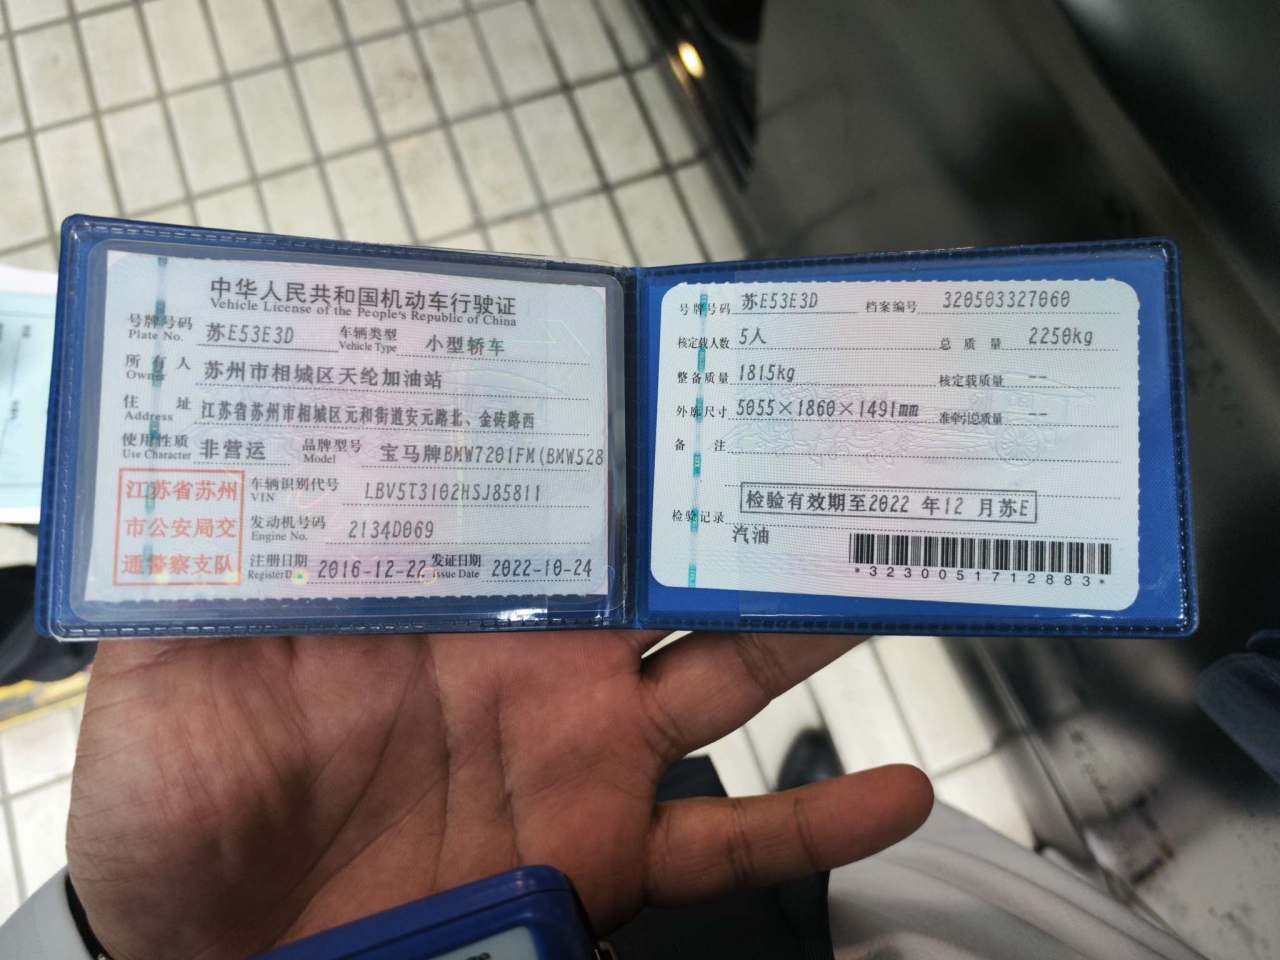 中华人民共和国机动车行驶证
Vehicle License of the People's Republic of China
号牌号码 苏E53E3D 车辆类型 小型轿车
Plate No. Vehicle Type
所有人 苏州市相城区天纶加油站
Owner
住址 江苏省苏州市相城区元和街道安元路北、金砖路西
Address
使用性质 非营运 品牌型号 宝马牌BMW7201FM(BMW528
Use Character Model
江苏省苏州
市公安局交
通警察支队
车辆识别代号 LBV5T3102HSJ85811
VIN
发动机号码 2134D069
Engine No.
注册日期 2016-12-22 发证日期 2022-10-24
Register Date Issue Date
号牌号码 苏E53E3D 档案编号 320503327060
核定载人数 5人 总质量 2250kg
整备质量 1815kg 核定载质量 --
外廓尺寸 5055×1860×1491mm 准牵引总质量 --
备注
检验有效期至2022 年12 月苏E
检验记录
汽油
*3230051712883*